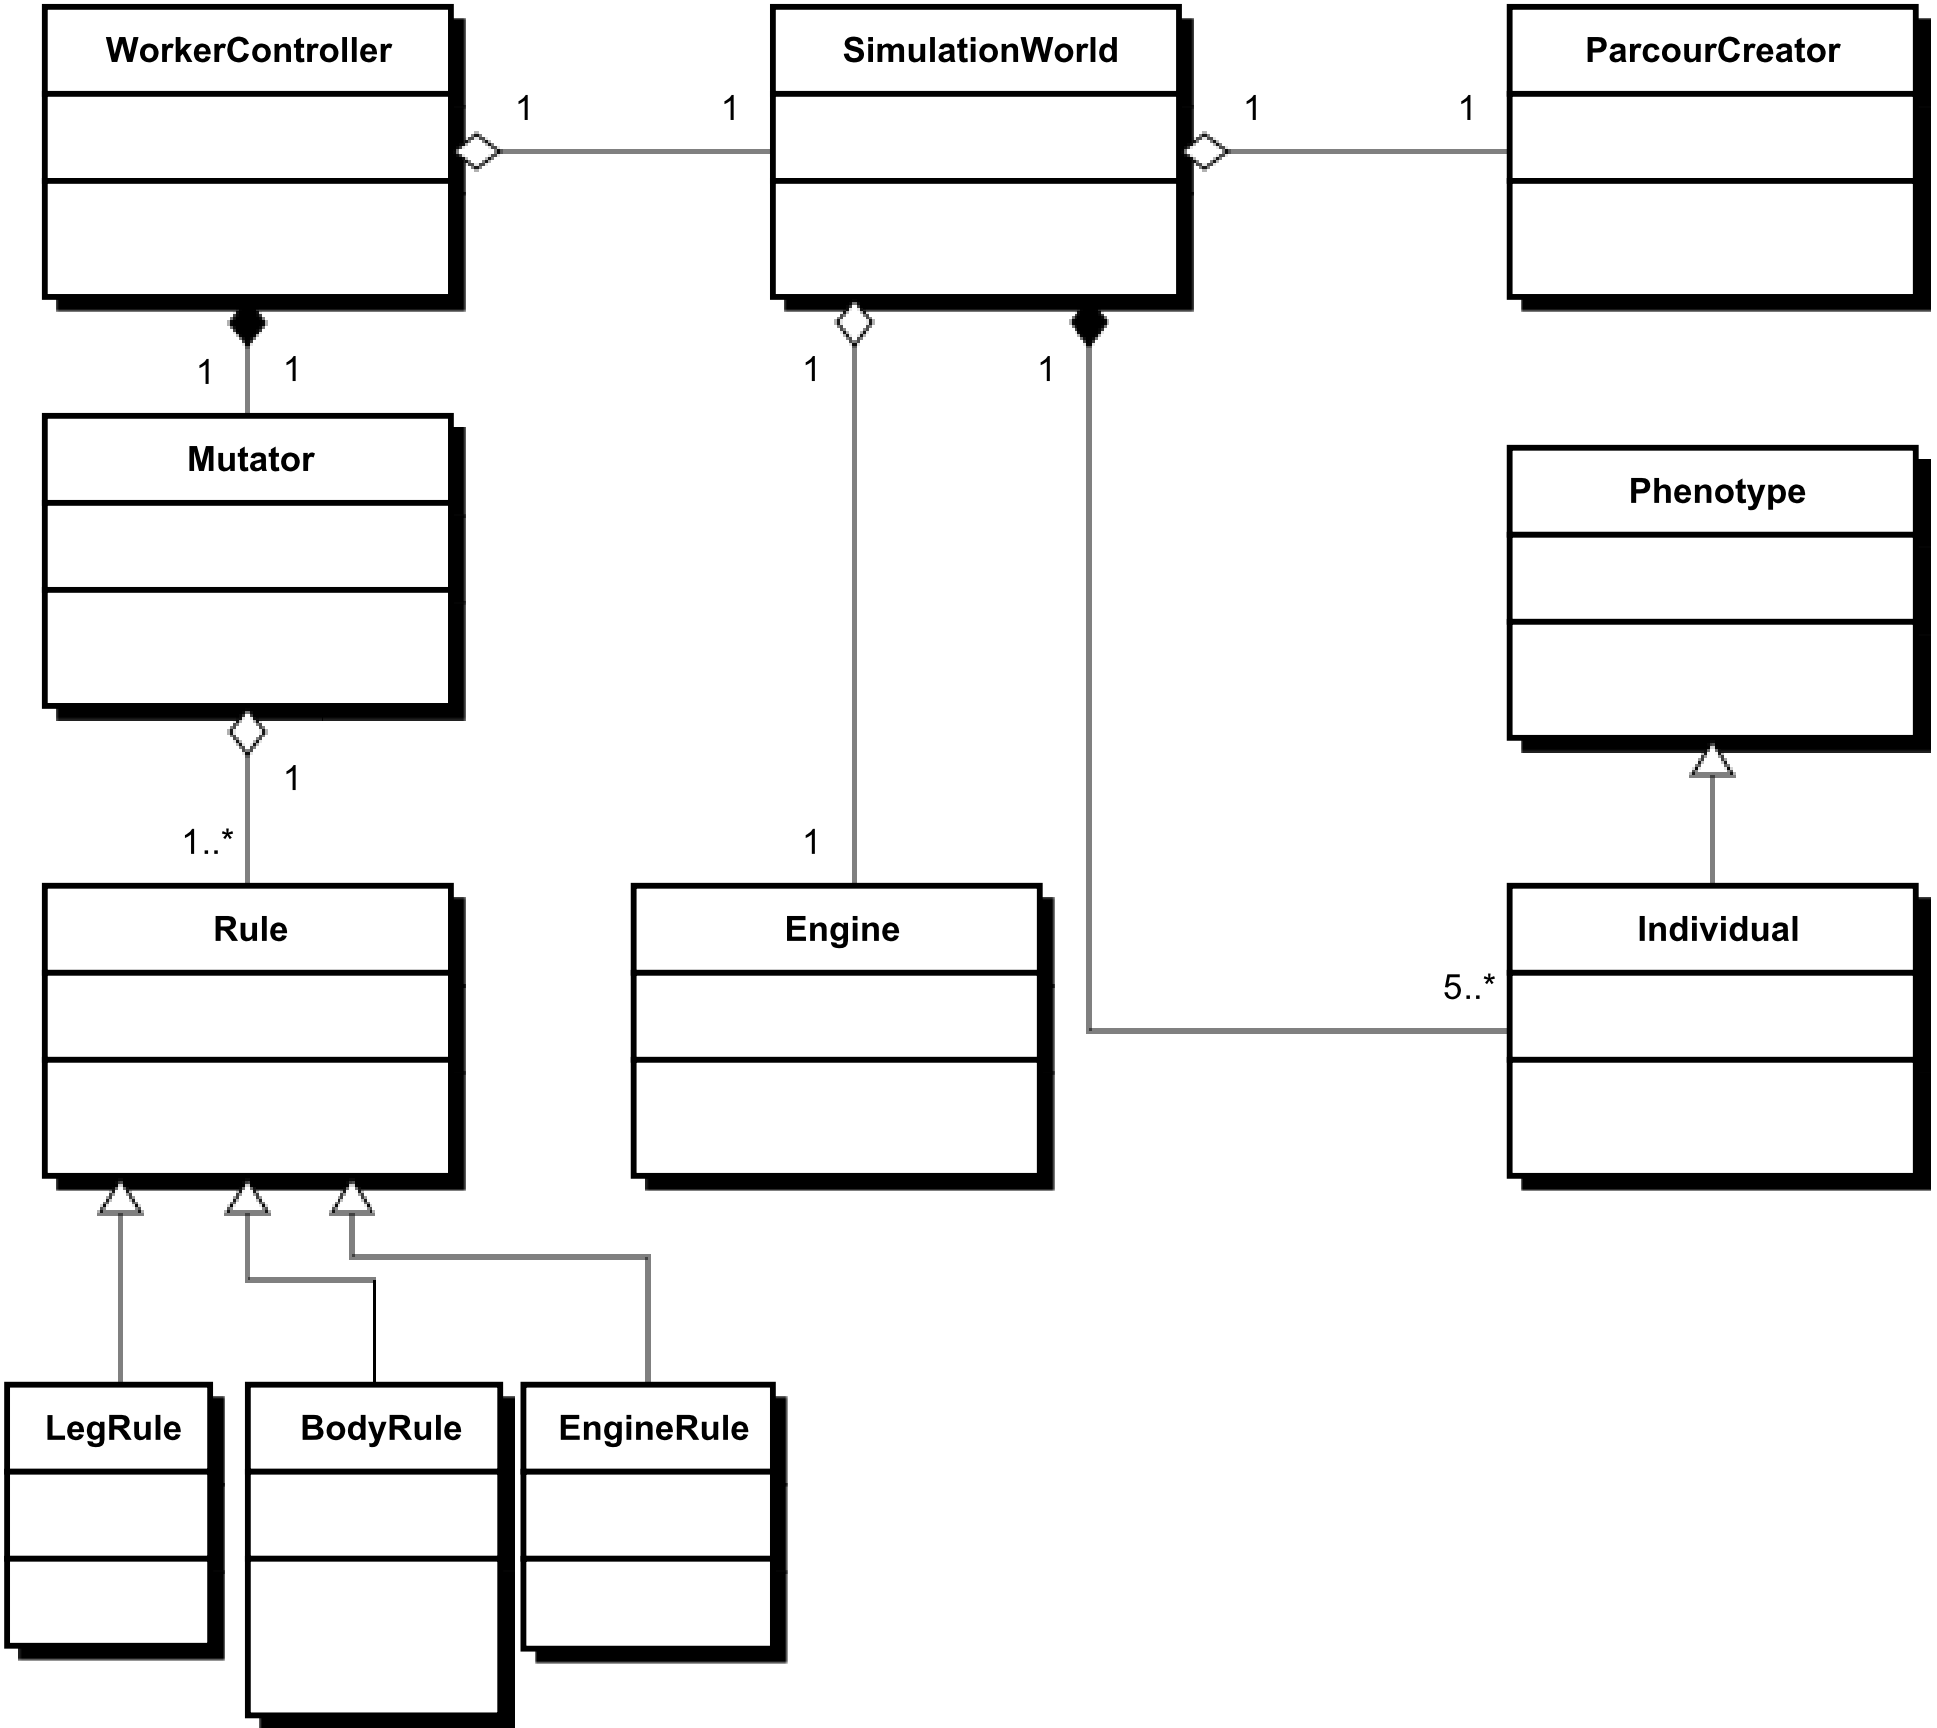 WorkerController
SimulationWorld
ParcourCreator
1
1
1
1
1
1
1
1
Mutator
Phenotype
1
1..*
1
Rule
Engine
Individual
5..*
LegRule
BodyRule
EngineRule